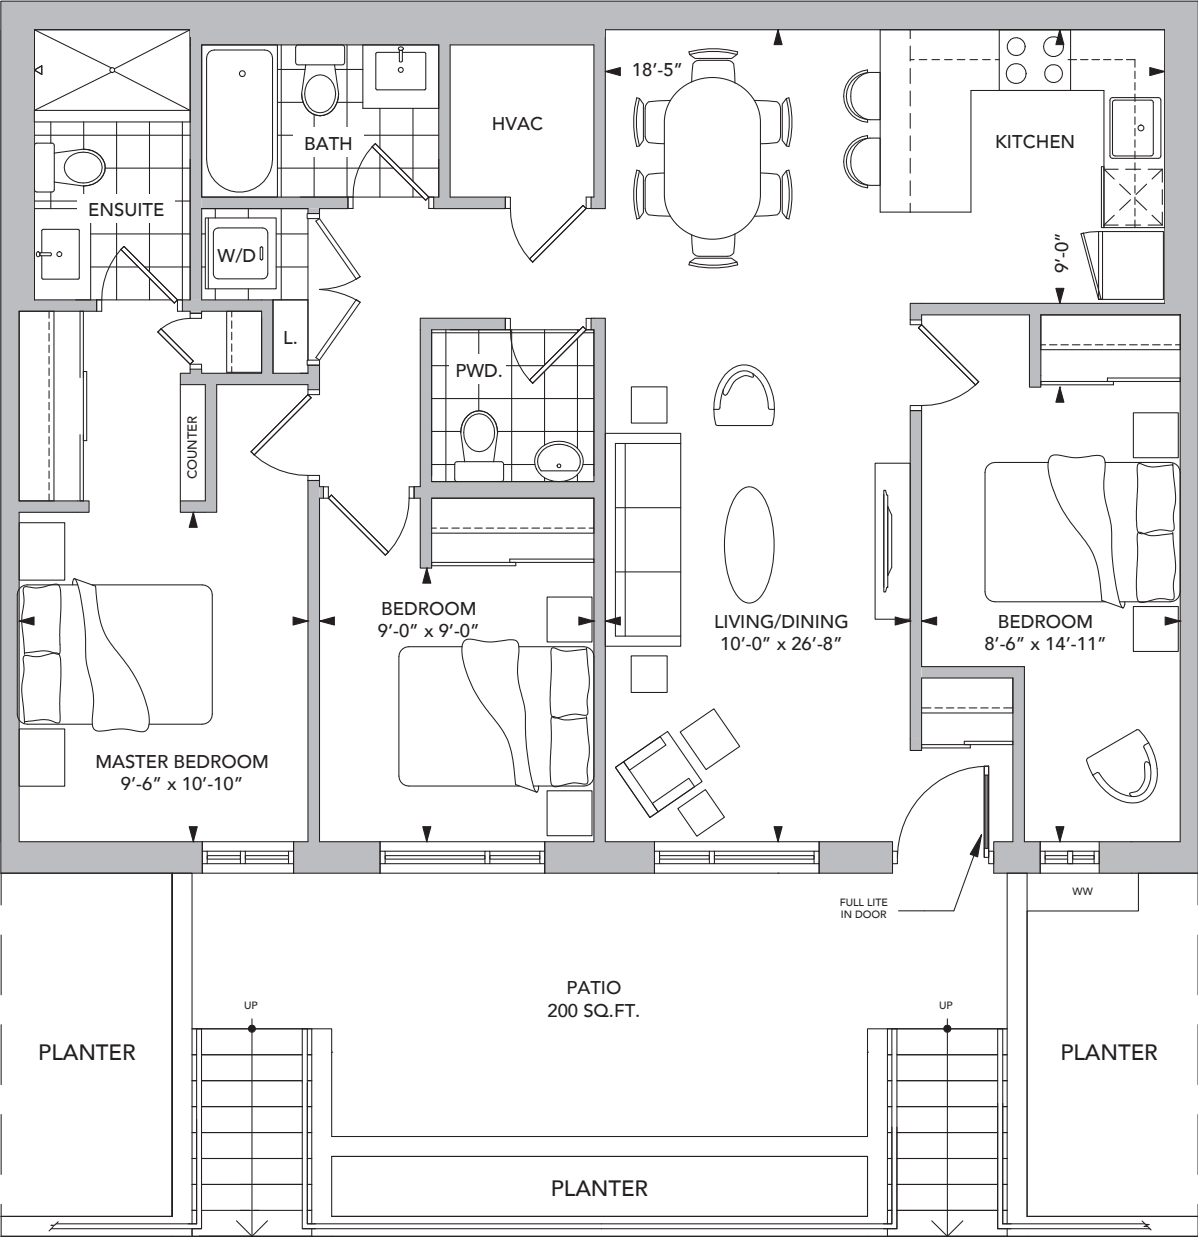 18'-5"
HVAC
BATH
KITCHEN
ENSUITE
W/D
9'-0"
L.
PWD.
COUNTER
BEDROOM
9'-0" x 9'-0"
LIVING/DINING
10'-0" x 26'-8"
BEDROOM
8'-6" x 14'-11"
MASTER BEDROOM
9'-6" x 10'-10"
WW
FULL LITE
IN DOOR
PATIO
200 SQ.FT.
UP
UP
PLANTER
PLANTER
PLANTER